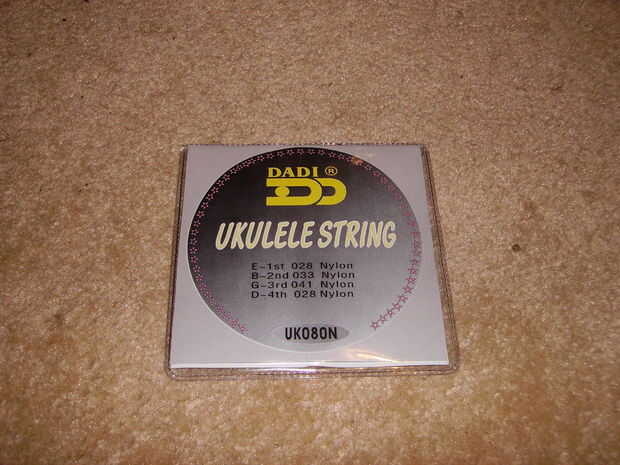 DADI ®
UKULELE STRING
E-1st 028 Nylon
B-2nd 033 Nylon
G-3rd 041 Nylon
D-4th 028 Nylon
UK080N